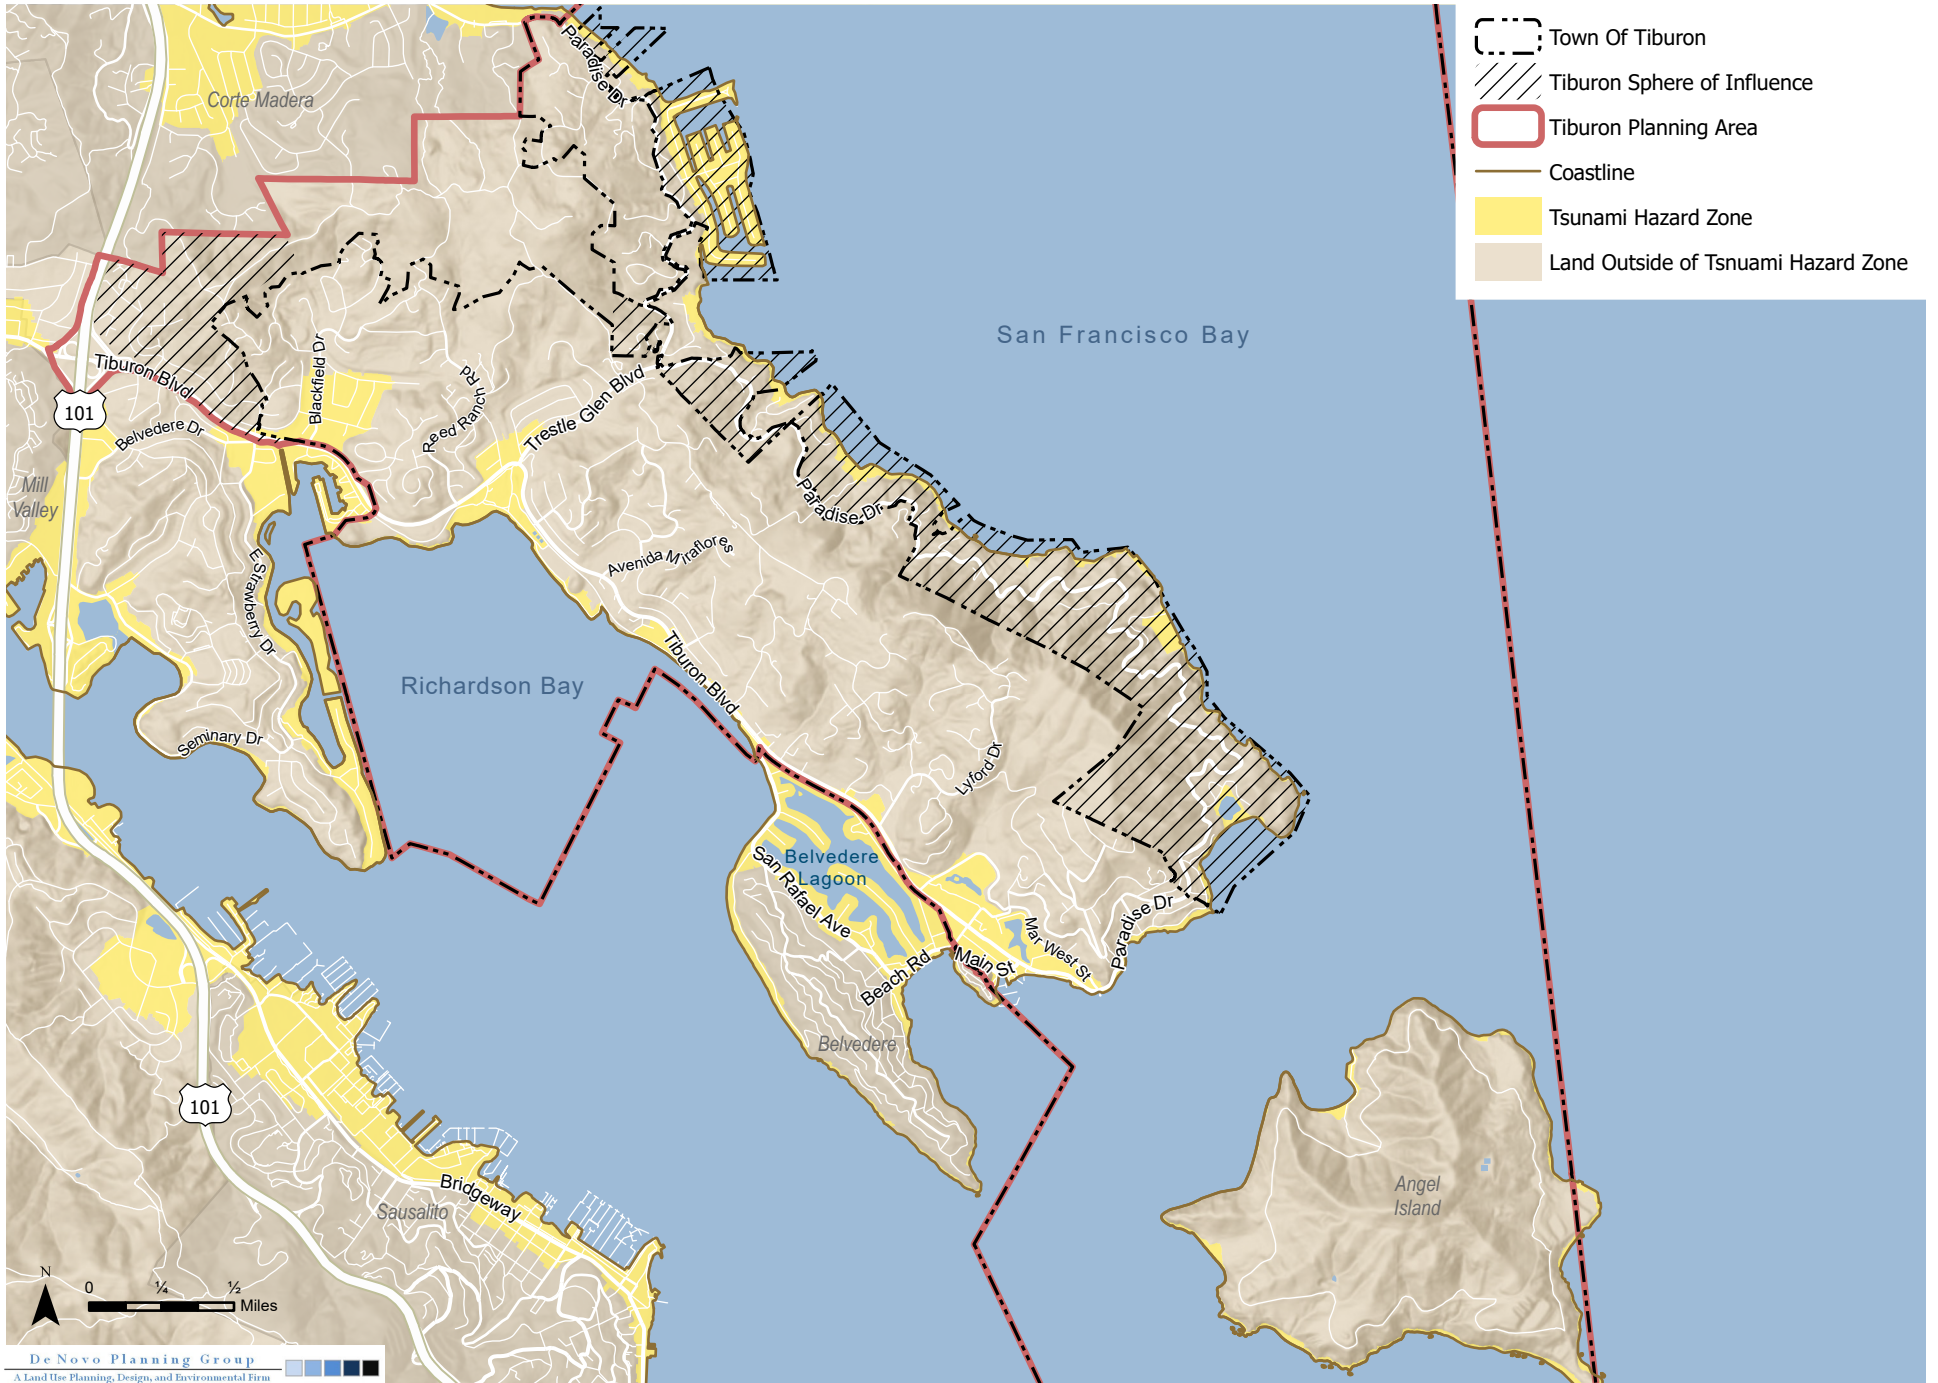 Town Of Tiburon
Tiburon Sphere of Influence
Tiburon Planning Area
Coastline
Tsunami Hazard Zone
Land Outside of Tsnuami Hazard Zone
Paradise Dr
Corte Madera
San Francisco Bay
Tiburon Blvd
Blackfield Dr
Reed Ranch Rd
Trestle Glen Blvd
101
Belvedere Dr
Mill
Valley
Paradise Dr
Avenida Miraflores
E Strawberry Dr
Tiburon Blvd
Richardson Bay
Seminary Dr
Lyford Dr
Belvedere
Lagoon
San Rafael Ave
Paradise Dr
Mar West St
Main St
Beach Rd
Belvedere
101
Bridgeway
Sausalito
Angel
Island
N
0 ¼ ½
Miles
De Novo Planning Group
A Land Use Planning, Design, and Environmental Firm